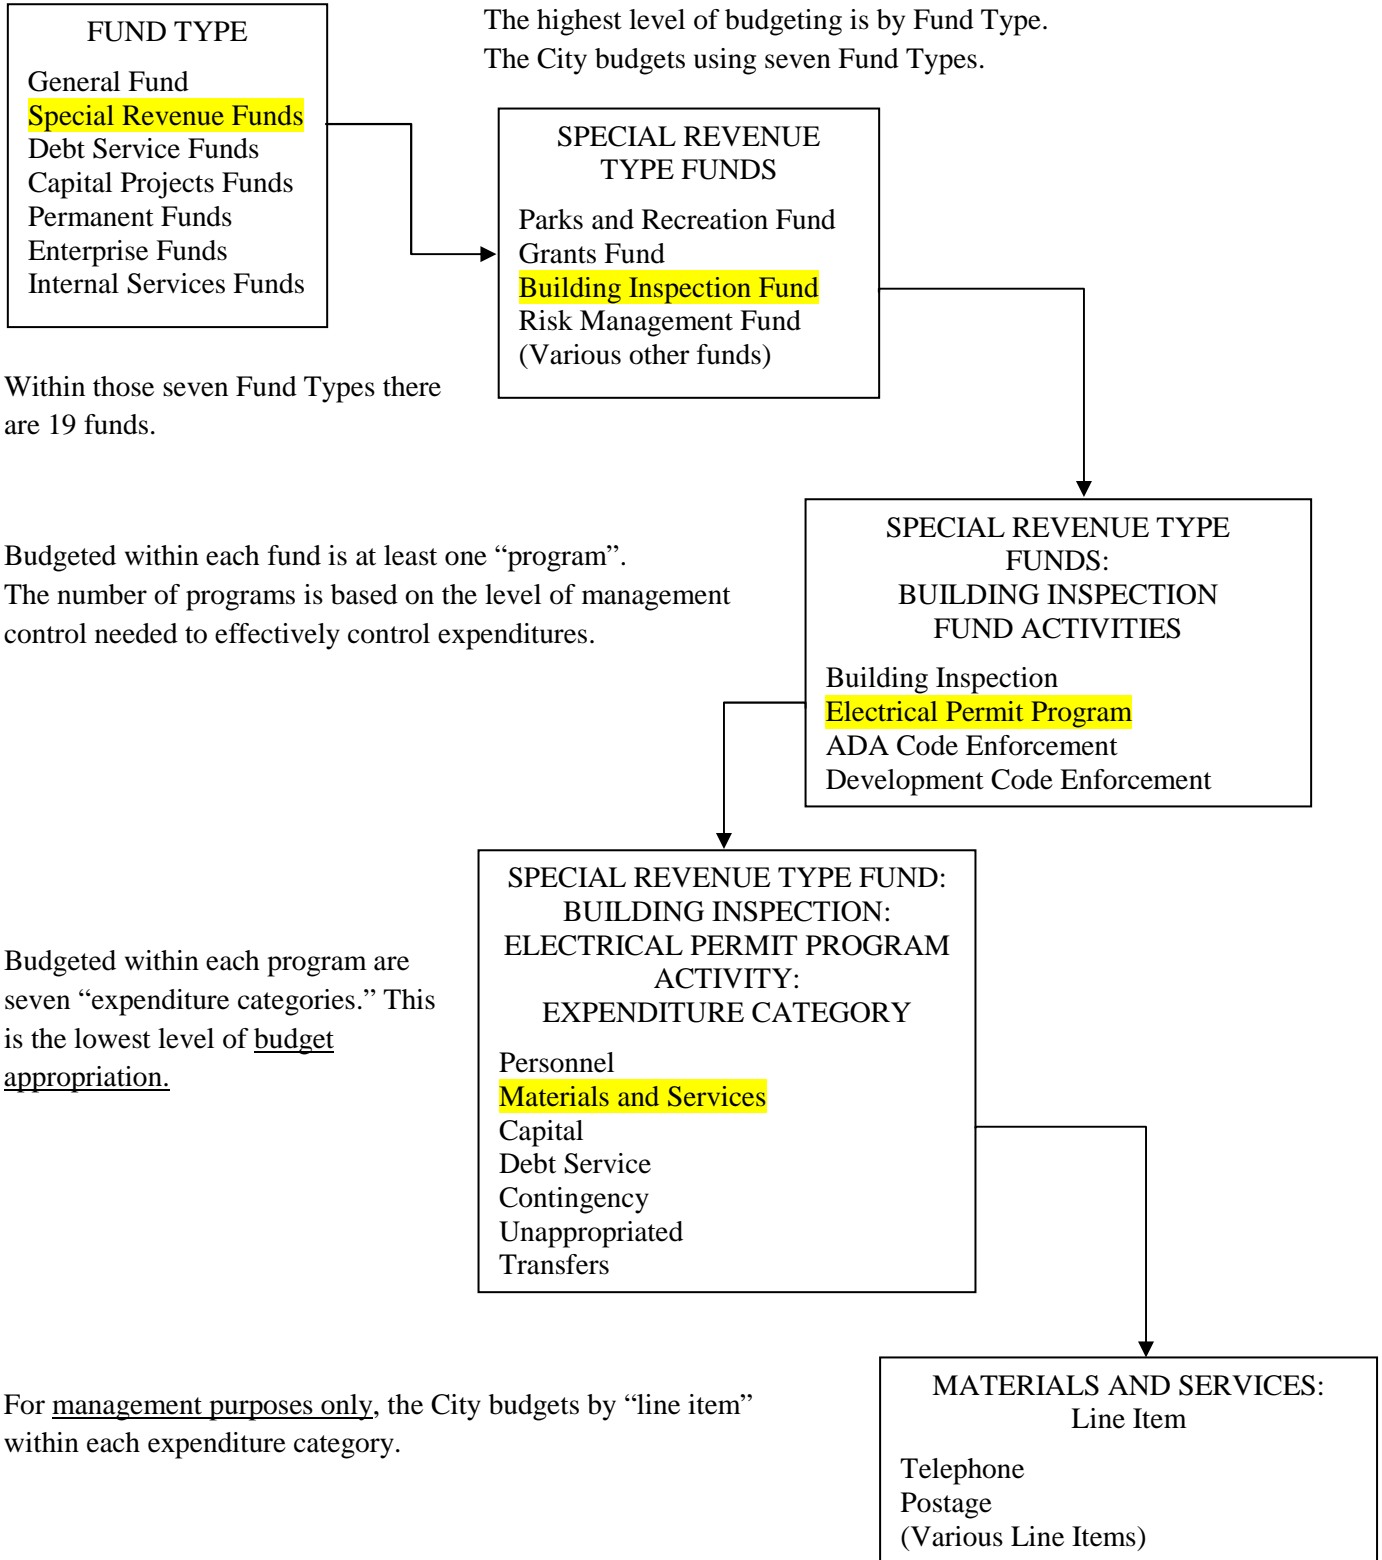 FUND TYPE
General Fund
Special Revenue Funds
Debt Service Funds
Capital Projects Funds
Permanent Funds
Enterprise Funds
Internal Services Funds
The highest level of budgeting is by Fund Type.
The City budgets using seven Fund Types.
SPECIAL REVENUE
TYPE FUNDS
Parks and Recreation Fund
Grants Fund
Building Inspection Fund
Risk Management Fund
(Various other funds)
Within those seven Fund Types there
are 19 funds.
SPECIAL REVENUE TYPE
FUNDS:
BUILDING INSPECTION
FUND ACTIVITIES
Building Inspection
Electrical Permit Program
ADA Code Enforcement
Development Code Enforcement
Budgeted within each fund is at least one “program”.
The number of programs is based on the level of management
control needed to effectively control expenditures.
SPECIAL REVENUE TYPE FUND:
BUILDING INSPECTION:
ELECTRICAL PERMIT PROGRAM
ACTIVITY:
EXPENDITURE CATEGORY
Personnel
Materials and Services
Capital
Debt Service
Contingency
Unappropriated
Transfers
Budgeted within each program are
seven “expenditure categories.” This
is the lowest level of budget
appropriation.
MATERIALS AND SERVICES:
Line Item
Telephone
Postage
(Various Line Items)
For management purposes only, the City budgets by “line item”
within each expenditure category.